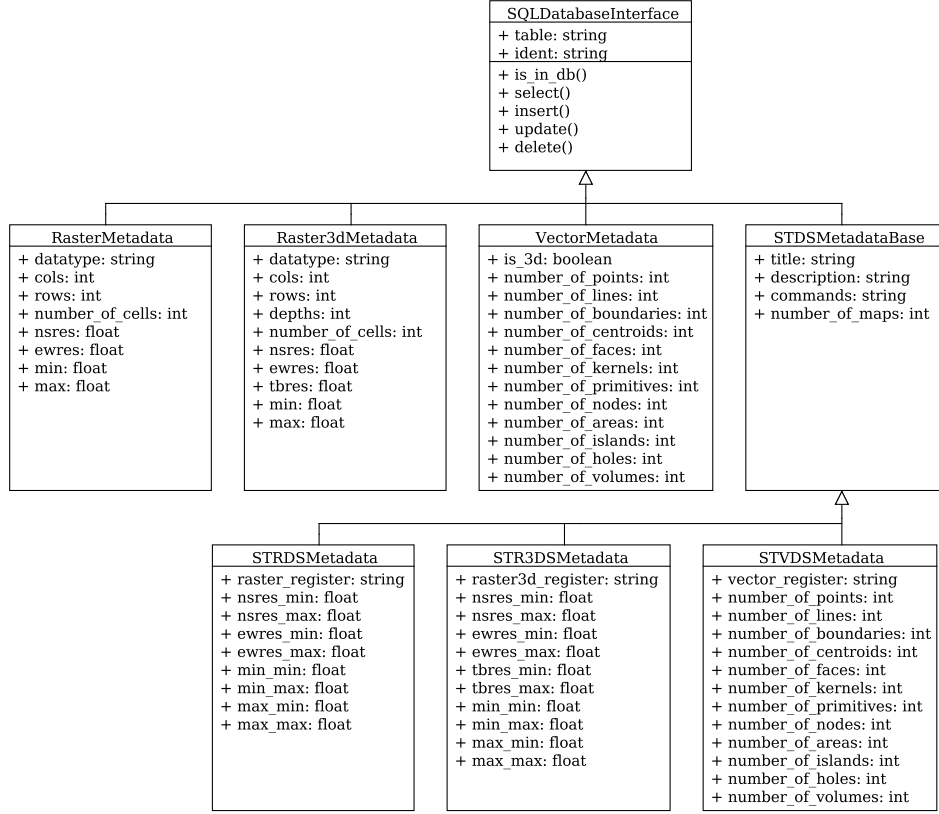 SQLDatabaseInterface
+ table: string
+ ident: string
+ is_in_db()
+ select()
+ insert()
+ update()
+ delete()
RasterMetadata
+ datatype: string
+ cols: int
+ rows: int
+ number_of_cells: int
+ nsres: float
+ ewres: float
+ min: float
+ max: float
Raster3dMetadata
+ datatype: string
+ cols: int
+ rows: int
+ depths: int
+ number_of_cells: int
+ nsres: float
+ ewres: float
+ tbres: float
+ min: float
+ max: float
VectorMetadata
+ is_3d: boolean
+ number_of_points: int
+ number_of_lines: int
+ number_of_boundaries: int
+ number_of_centroids: int
+ number_of_faces: int
+ number_of_kernels: int
+ number_of_primitives: int
+ number_of_nodes: int
+ number_of_areas: int
+ number_of_islands: int
+ number_of_holes: int
+ number_of_volumes: int
STDSMetadataBase
+ title: string
+ description: string
+ commands: string
+ number_of_maps: int
STRDSMetadata
+ raster_register: string
+ nsres_min: float
+ nsres_max: float
+ ewres_min: float
+ ewres_max: float
+ min_min: float
+ min_max: float
+ max_min: float
+ max_max: float
STR3DSMetadata
+ raster3d_register: string
+ nsres_min: float
+ nsres_max: float
+ ewres_min: float
+ ewres_max: float
+ tbres_min: float
+ tbres_max: float
+ min_min: float
+ min_max: float
+ max_min: float
+ max_max: float
STVDSMetadata
+ vector_register: string
+ number_of_points: int
+ number_of_lines: int
+ number_of_boundaries: int
+ number_of_centroids: int
+ number_of_faces: int
+ number_of_kernels: int
+ number_of_primitives: int
+ number_of_nodes: int
+ number_of_areas: int
+ number_of_islands: int
+ number_of_holes: int
+ number_of_volumes: int